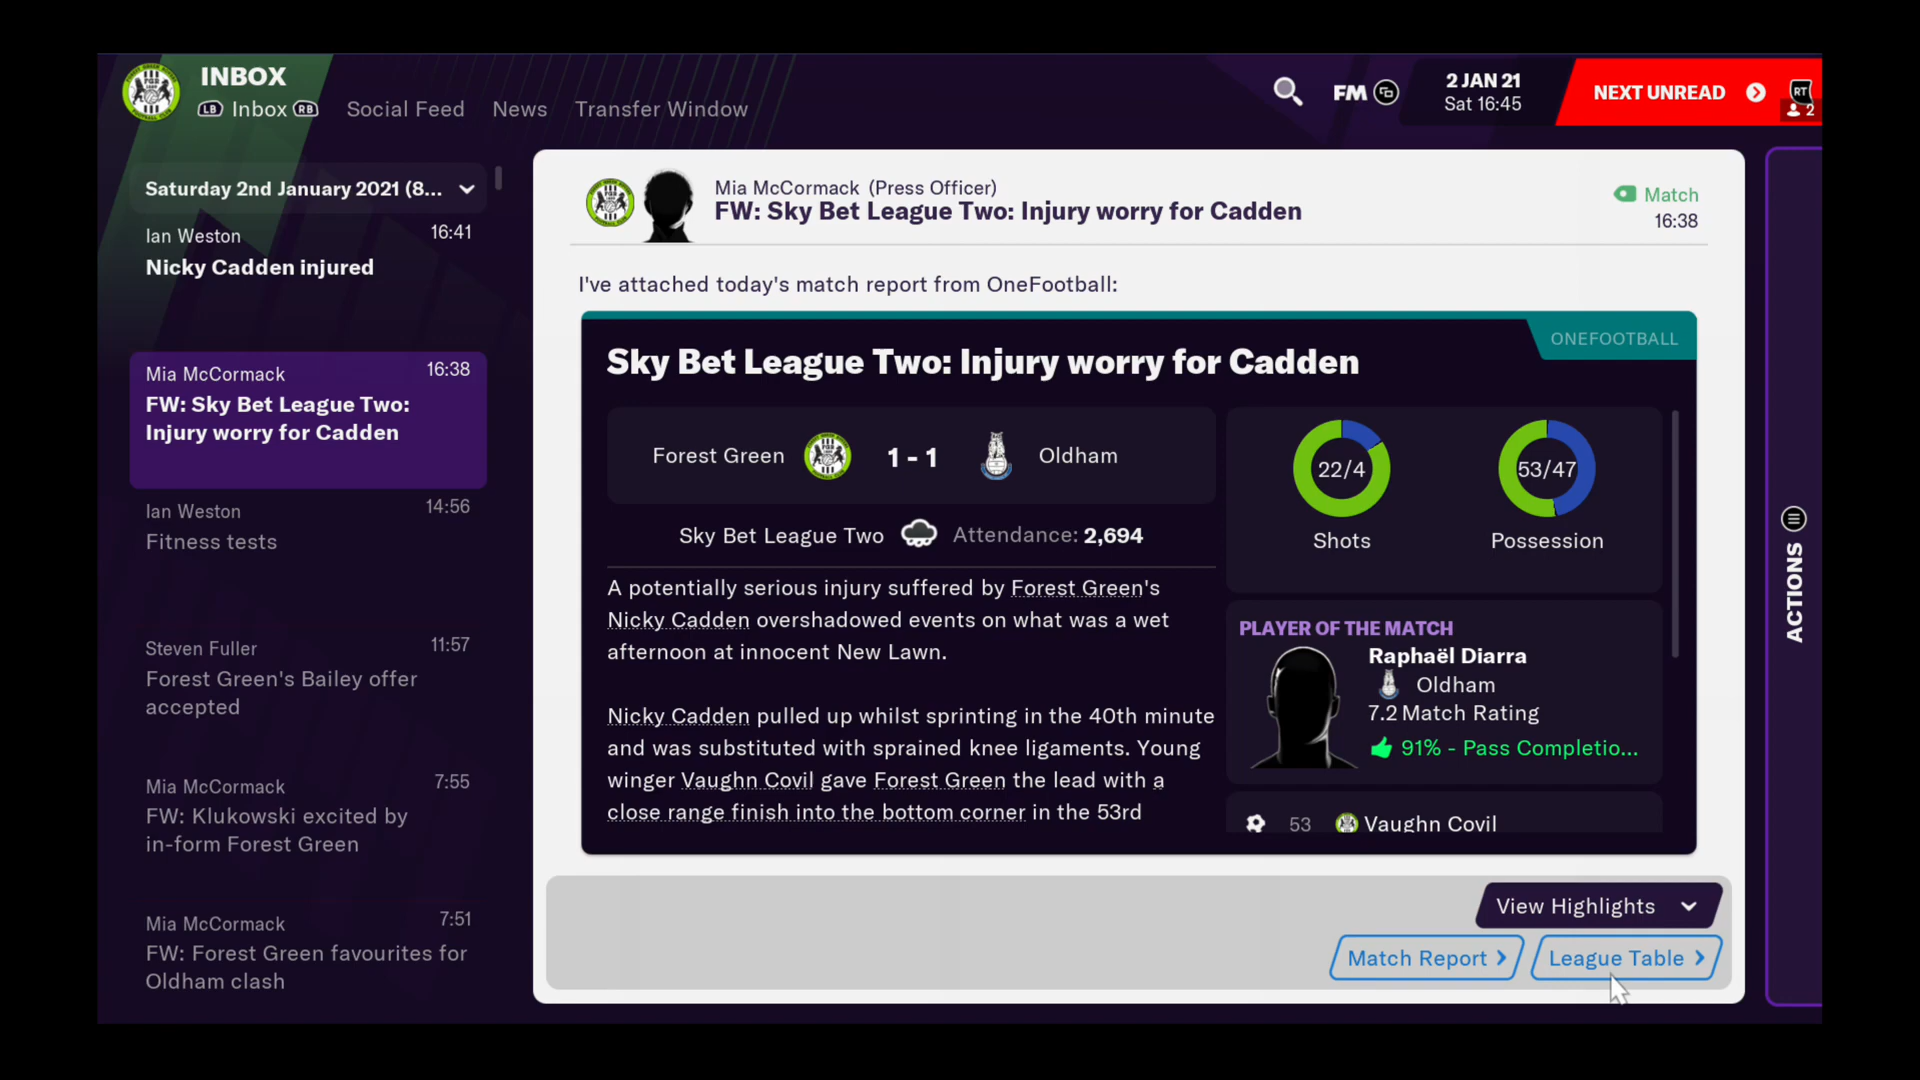 INBOX
LB Inbox RB
Social Feed
News
Transfer Window
FM
2 JAN 21
Sat 16:45
NEXT UNREAD
RT
2
Saturday 2nd January 2021 (8...
Ian Weston
16:41
Nicky Cadden injured
Mia McCormack
16:38
FW: Sky Bet League Two:
Injury worry for Cadden
Ian Weston
14:56
Fitness tests
Steven Fuller
11:57
Forest Green's Bailey offer
accepted
Mia McCormack
7:55
FW: Klukowski excited by
in-form Forest Green
Mia McCormack
7:51
FW: Forest Green favourites for
Oldham clash
Mia McCormack (Press Officer)
FW: Sky Bet League Two: Injury worry for Cadden
Match
16:38
I've attached today's match report from OneFootball:
ONEFOOTBALL
Sky Bet League Two: Injury worry for Cadden
Forest Green
1 - 1
Oldham
Sky Bet League Two
Attendance: 2,694
A potentially serious injury suffered by Forest Green's
Nicky Cadden overshadowed events on what was a wet
afternoon at innocent New Lawn.
Nicky Cadden pulled up whilst sprinting in the 40th minute
and was substituted with sprained knee ligaments. Young
winger Vaughn Covil gave Forest Green the lead with a
close range finish into the bottom corner in the 53rd
22/4
Shots
53/47
Possession
PLAYER OF THE MATCH
Raphaël Diarra
Oldham
7.2 Match Rating
91% - Pass Completio...
53 Vaughn Covil
View Highlights
Match Report
League Table
ACTIONS